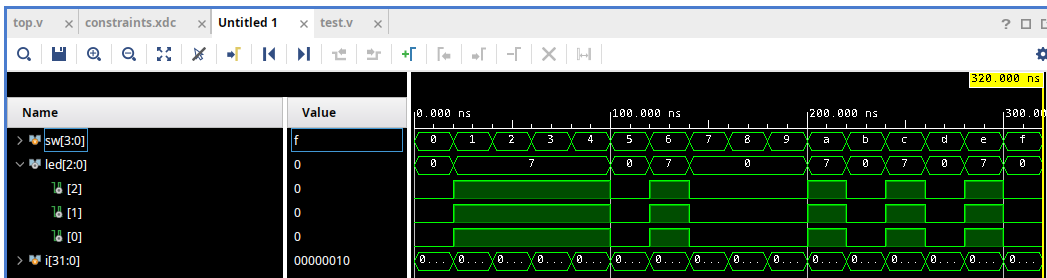 top.v × constraints.xdc × Untitled 1 × test.v ×
?
320.000 ns
Name Value 0.000 ns 100.000 ns 200.000 ns 300.0
sw[3:0] f 0 1 2 3 4 5 6 7 8 9 a b c d e f
led[2:0] 0 0 7 0 7 0 7 0 7 0 7 0
[2] 0
[1] 0
[0] 0
i[31:0] 00000010 0... 0... 0... 0... 0... 0... 0... 0... 0... 0... 0... 0... 0... 0... 0... 0...